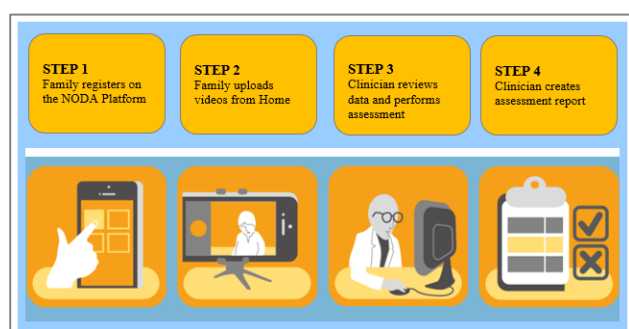 STEP 1
Family registers on
the NODA Platform
STEP 2
Family uploads
videos from Home
STEP 3
Clinician reviews
data and performs
assessment
STEP 4
Clinician creates
assessment report